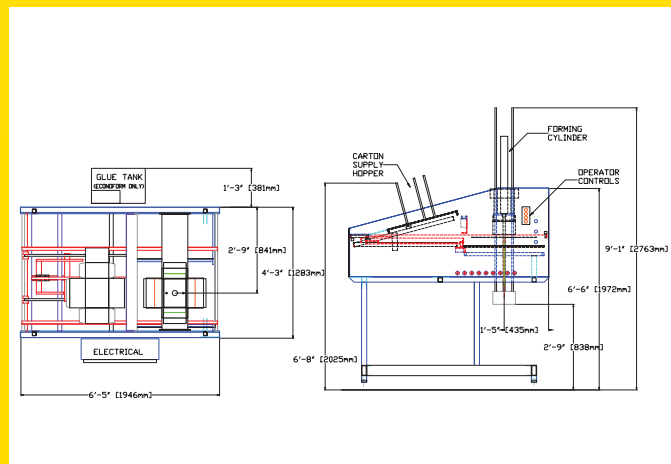 GLUE TANK
(ECONOFORM ONLY)
1'-3" [381mm]
2'-9" [841mm]
4'-3" [1283mm]
ELECTRICAL
6'-5" [1946mm]
CARTON
SUPPLY
HOPPER
FORMING
CYLINDER
OPERATOR
CONTROLS
9'-1" [2763mm]
6'-6" [1972mm]
1'-5" [435mm]
2'-9" [838mm]
6'-8" [2025mm]